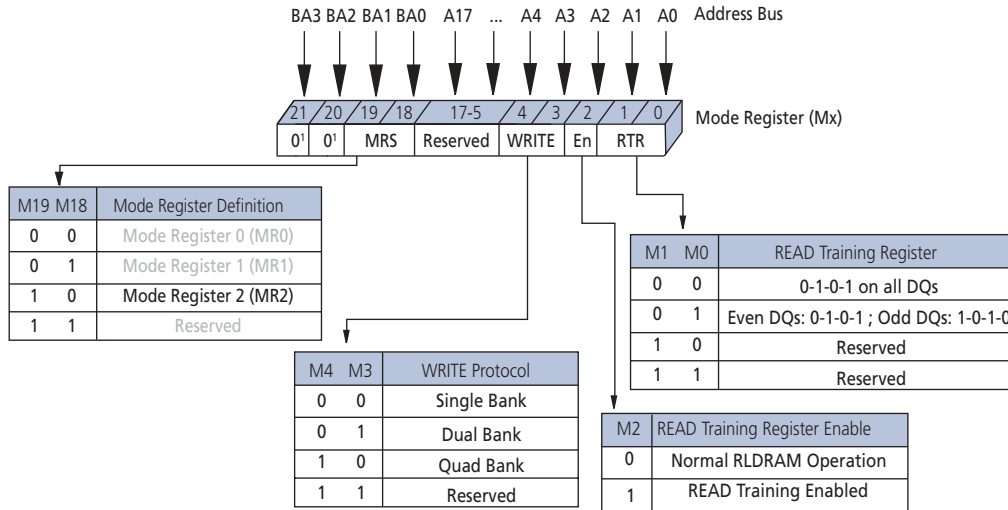 BA3 BA2 BA1 BA0 A17 ... A4 A3 A2 A1 A0 Address Bus
21 20 19 18 17-5 4 3 2 1 0 Mode Register (Mx)
0¹ 0¹ MRS Reserved WRITE En RTR
M19 M18 Mode Register Definition
0 0 Mode Register 0 (MR0)
0 1 Mode Register 1 (MR1)
1 0 Mode Register 2 (MR2)
1 1 Reserved
M1 M0 READ Training Register
0 0 0-1-0-1 on all DQs
0 1 Even DQs: 0-1-0-1 ; Odd DQs: 1-0-1-0
1 0 Reserved
1 1 Reserved
M4 M3 WRITE Protocol
0 0 Single Bank
0 1 Dual Bank
1 0 Quad Bank
1 1 Reserved
M2 READ Training Register Enable
0 Normal RLDRAM Operation
1 READ Training Enabled